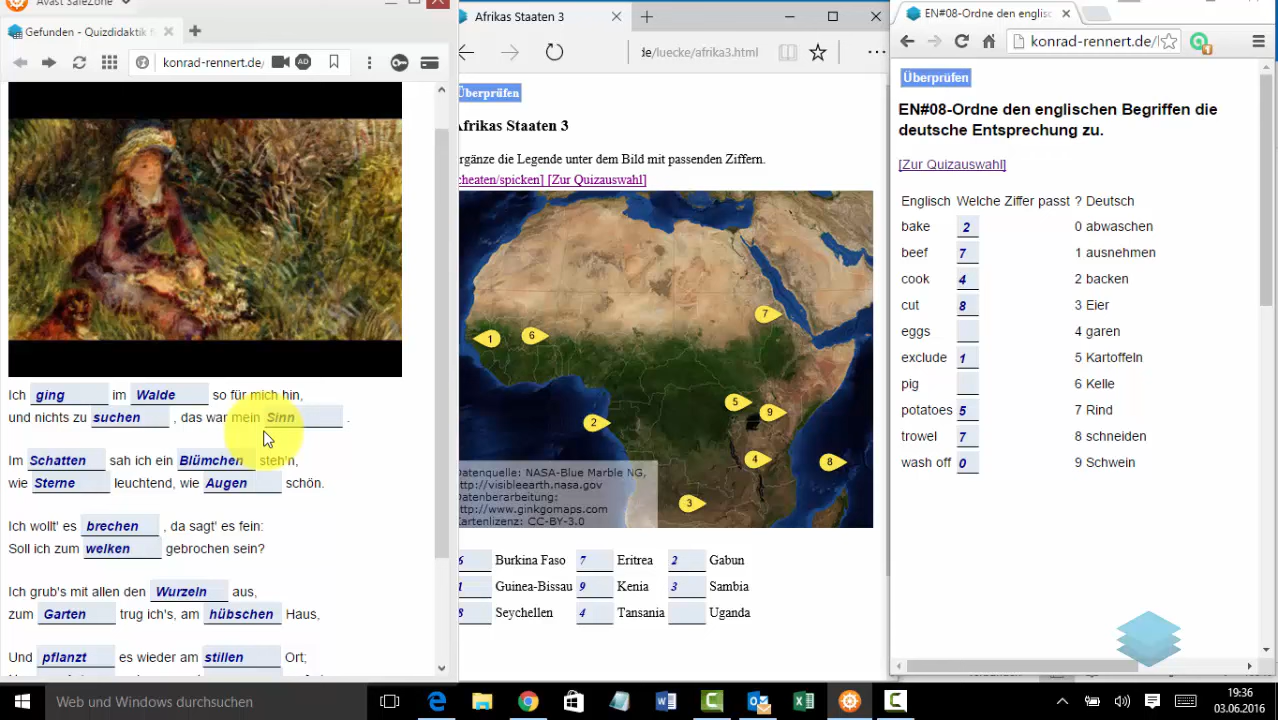 Avast SafeZone
Gefunden - Quizdidaktik f
konrad-rennert.de/
AD
Ich ging im Walde so für mich hin,
und nichts zu suchen , das war mein Sinn .
Im Schatten sah ich ein Blümchen steh'n,
wie Sterne leuchtend, wie Augen schön.
Ich wollt' es brechen , da sagt' es fein:
Soll ich zum welken gebrochen sein?
Ich grub's mit allen den Wurzeln aus,
zum Garten trug ich's, am hübschen Haus,
Und pflanzt es wieder am stillen Ort;
Afrikas Staaten 3
de/luecke/afrika3.html
Überprüfen
Afrikas Staaten 3
ergänze die Legende unter dem Bild mit passenden Ziffern.
cheaten/spicken] [Zur Quizauswahl]
7
1
6
5
9
2
4
8
3
Datenquelle: NASA-Blue Marble NG,
http://visibleearth.nasa.gov
Datenberarbeitung:
http://www.ginkgomaps.com
Kartenlizenz: CC-BY-3.0
6 Burkina Faso 7 Eritrea 2 Gabun
1 Guinea-Bissau 9 Kenia 3 Sambia
8 Seychellen 4 Tansania Uganda
EN#08-Ordne den englisc
konrad-rennert.de/l
1
Überprüfen
EN#08-Ordne den englischen Begriffen die
deutsche Entsprechung zu.
[Zur Quizauswahl]
Englisch Welche Ziffer passt ? Deutsch
bake 2 0 abwaschen
beef 7 1 ausnehmen
cook 4 2 backen
cut 8 3 Eier
eggs 4 garen
exclude 1 5 Kartoffeln
pig 6 Kelle
potatoes 5 7 Rind
trowel 7 8 schneiden
wash off 0 9 Schwein
Web und Windows durchsuchen
19:36
03.06.2016